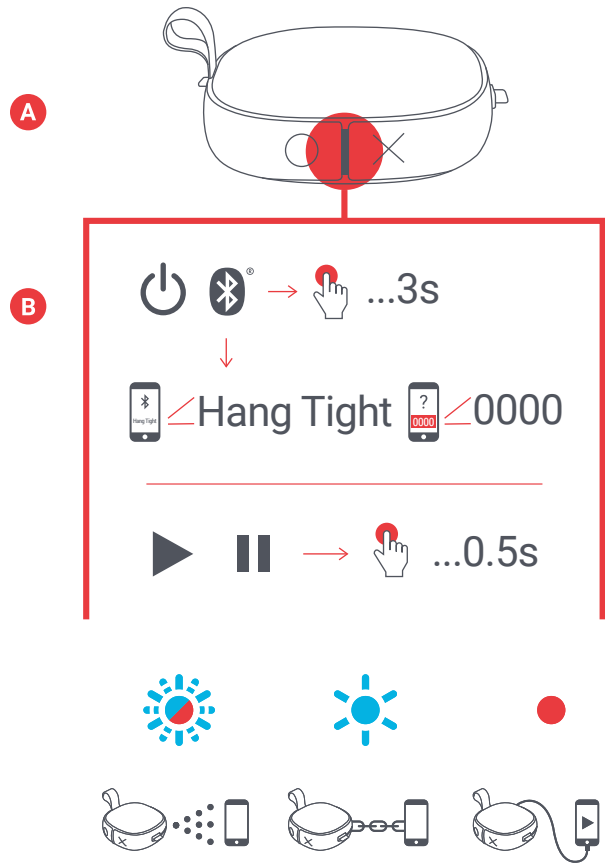 A
B
® ...3s
Hang Tight
Hang Tight
?
0000
0000
...0.5s